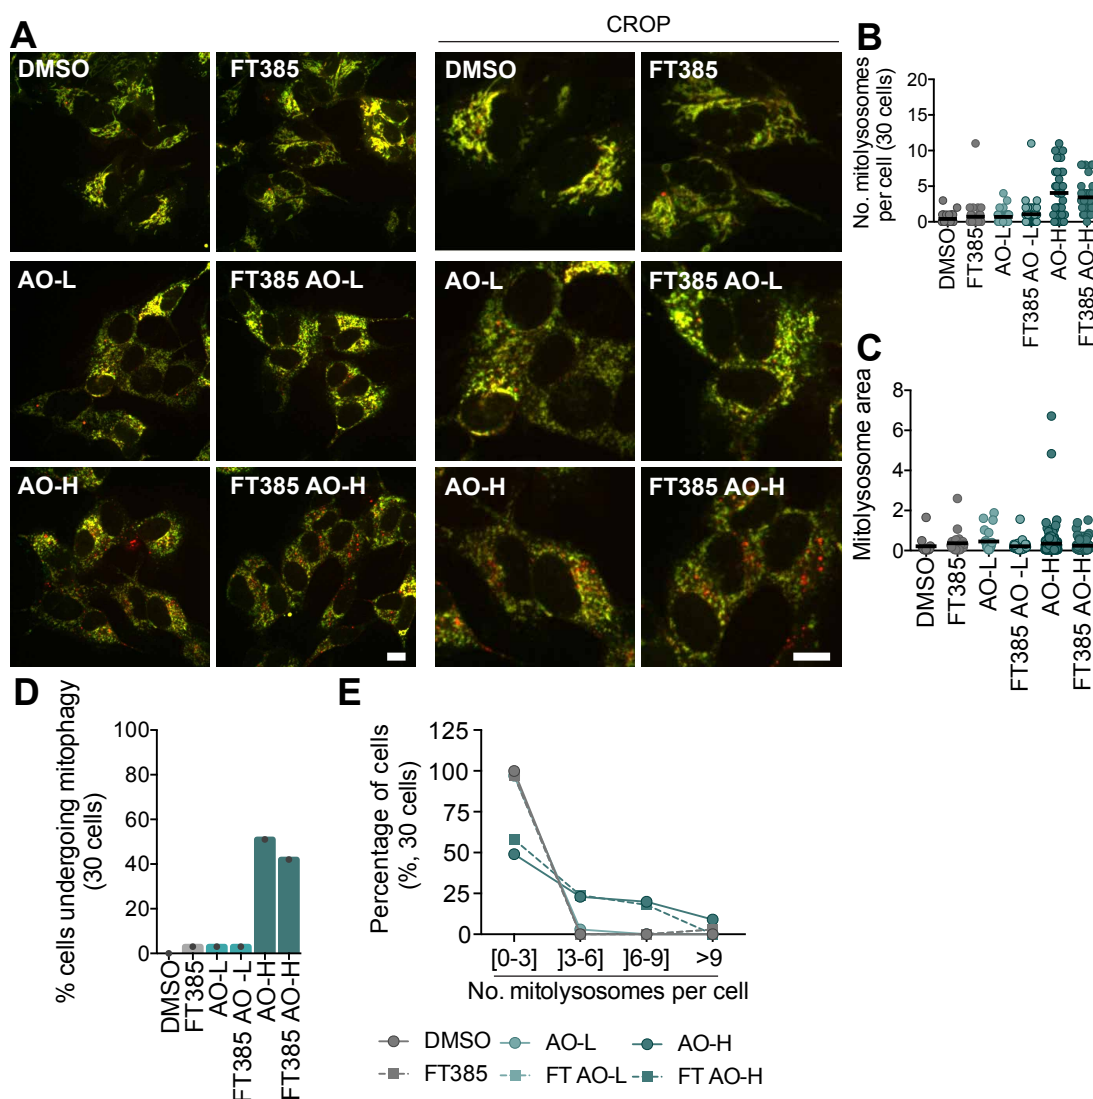 A
CROP
DMSO
FT385
DMSO
FT385
AO-L
FT385 AO-L
AO-L
FT385 AO-L
AO-H
FT385 AO-H
AO-H
FT385 AO-H
B
No. mitolysosomes
per cell (30 cells)
20
15
10
5
0
DMSO
FT385
AO-L
FT385 AO -L
AO-H
FT385 AO-H
C
Mitolysosome area
8
6
4
2
0
DMSO
FT385
AO-L
FT385 AO -L
AO-H
FT385 AO-H
D
% cells undergoing mitophagy
(30 cells)
100
80
60
40
20
0
DMSO
FT385
AO-L
FT385 AO -L
AO-H
FT385 AO-H
E
Percentage of cells
(%, 30 cells)
125
100
75
50
25
0
[0-3] ]3-6] ]6-9] >9
No. mitolysosomes per cell
DMSO AO-L AO-H
FT385 FT AO-L FT AO-H